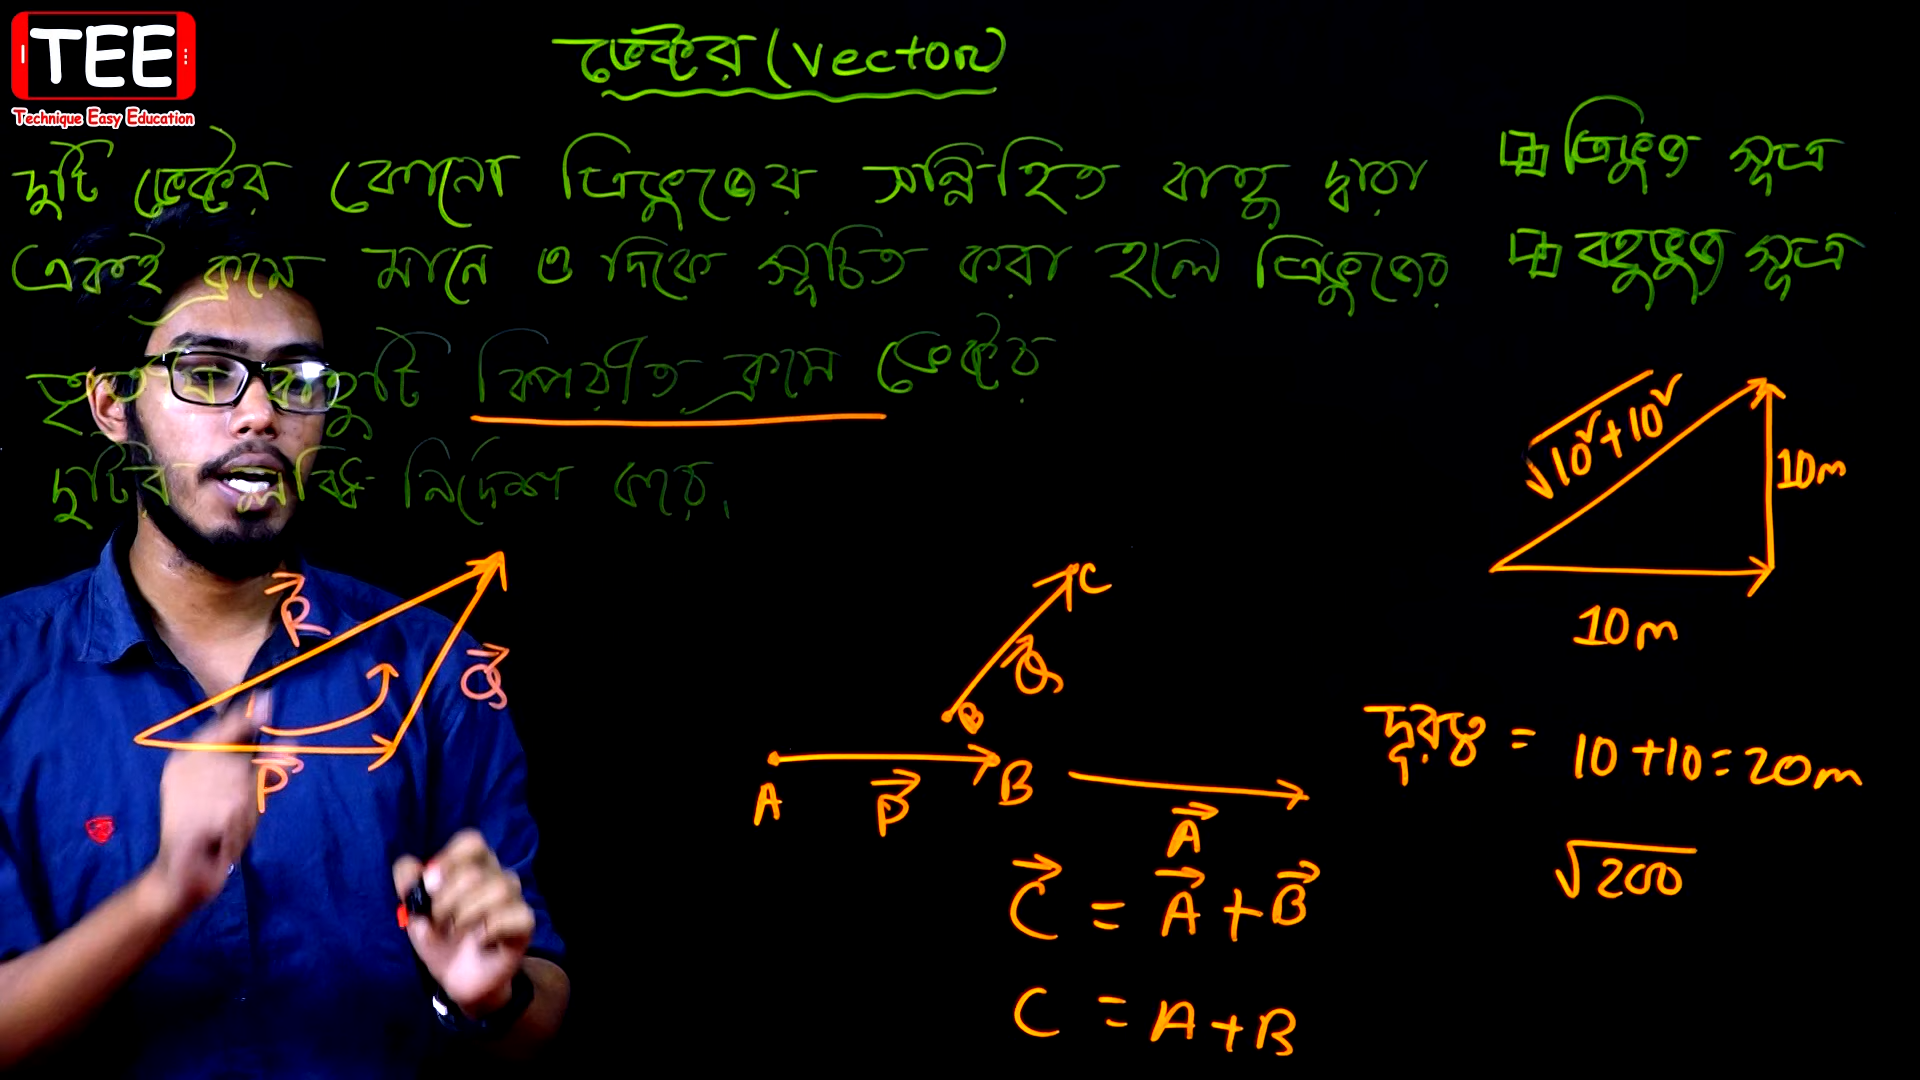 TEE
Technique Easy Education
ভেক্টর (Vector)
দুটি ভেক্টর কোনো ত্রিভুজের সন্নিহিত বাহু দ্বারা
একই ক্রমে মানে ও দিকে সূচিত করা হলে ত্রিভুজের
তৃতীয় বাহুটি বিপরীত ক্রমে ভেক্টর
দুটির লব্ধি নির্দেশ করে।
ত্রিভুজ সূত্র
বহুভুজ সূত্র
√10²+10²
10m
10m
R
Q
P
C
Q
B
A
P
B
A
C = A + B
C = A + B
দূরত্ব = 10 + 10 = 20m
√200